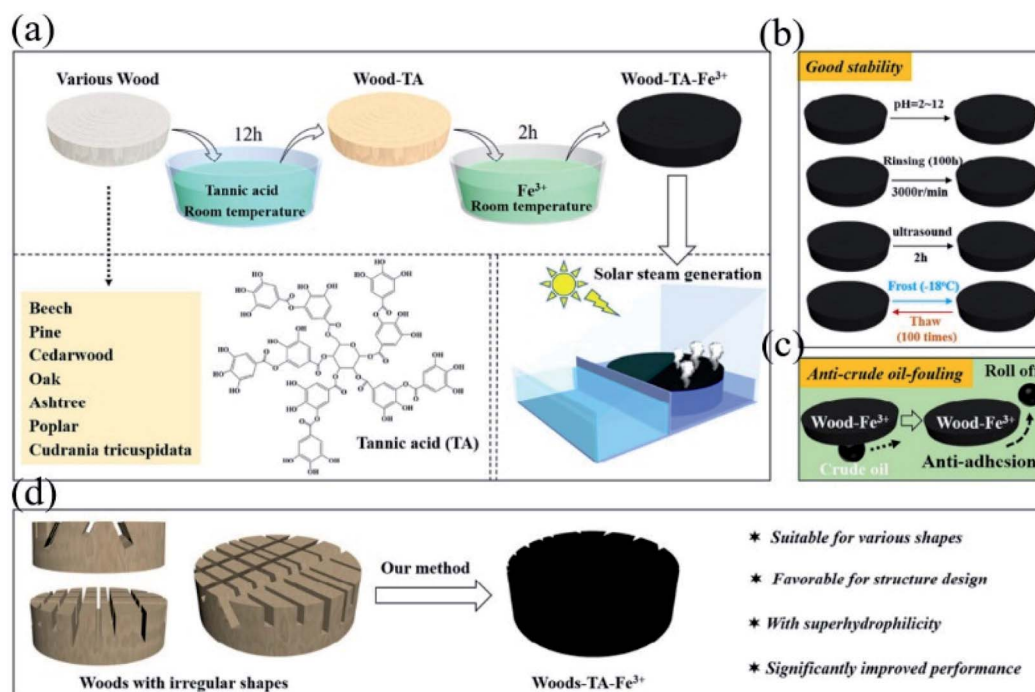 (a)
Various Wood
Wood-TA
Wood-TA-Fe³⁺
12h
2h
Tannic acid
Room temperature
Fe³⁺
Room temperature
Beech
Pine
Cedarwood
Oak
Ashtree
Poplar
Cudrania tricuspidata
Tannic acid (TA)
Solar steam generation
(b)
Good stability
pH=2~12
Rinsing (100h)
3000r/min
ultrasound
2h
Frost (-18°C)
Thaw
(100 times)
(c)
Anti-crude oil-fouling
Roll off
Wood-Fe³⁺
Wood-Fe³⁺
Crude oil
Anti-adhesion
(d)
Woods with irregular shapes
Our method
Woods-TA-Fe³⁺
✶ Suitable for various shapes
✶ Favorable for structure design
✶ With superhydrophilicity
✶ Significantly improved performance